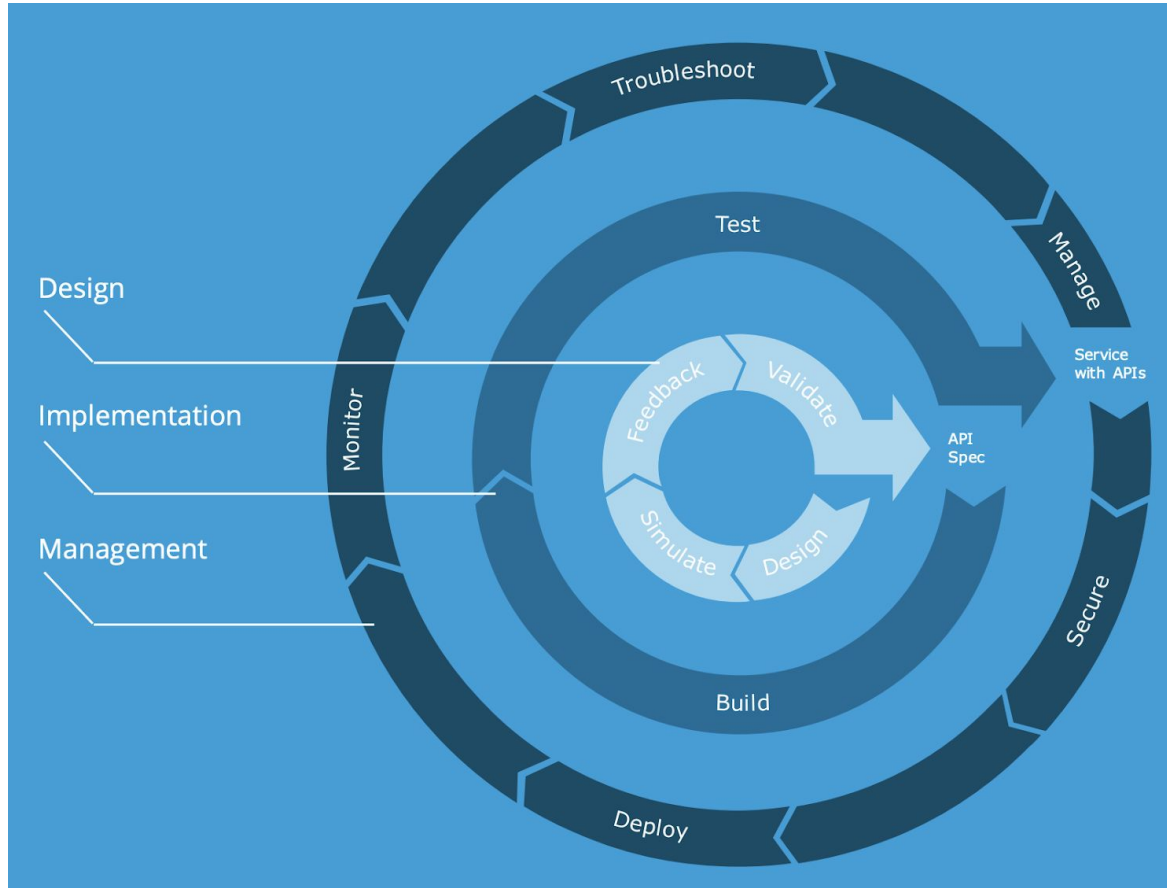 Troubleshoot
Manage
Test
Design
Service
with APIs
Feedback
Validate
Implementation
Monitor
API
Spec
Simulate
Design
Management
Secure
Build
Deploy